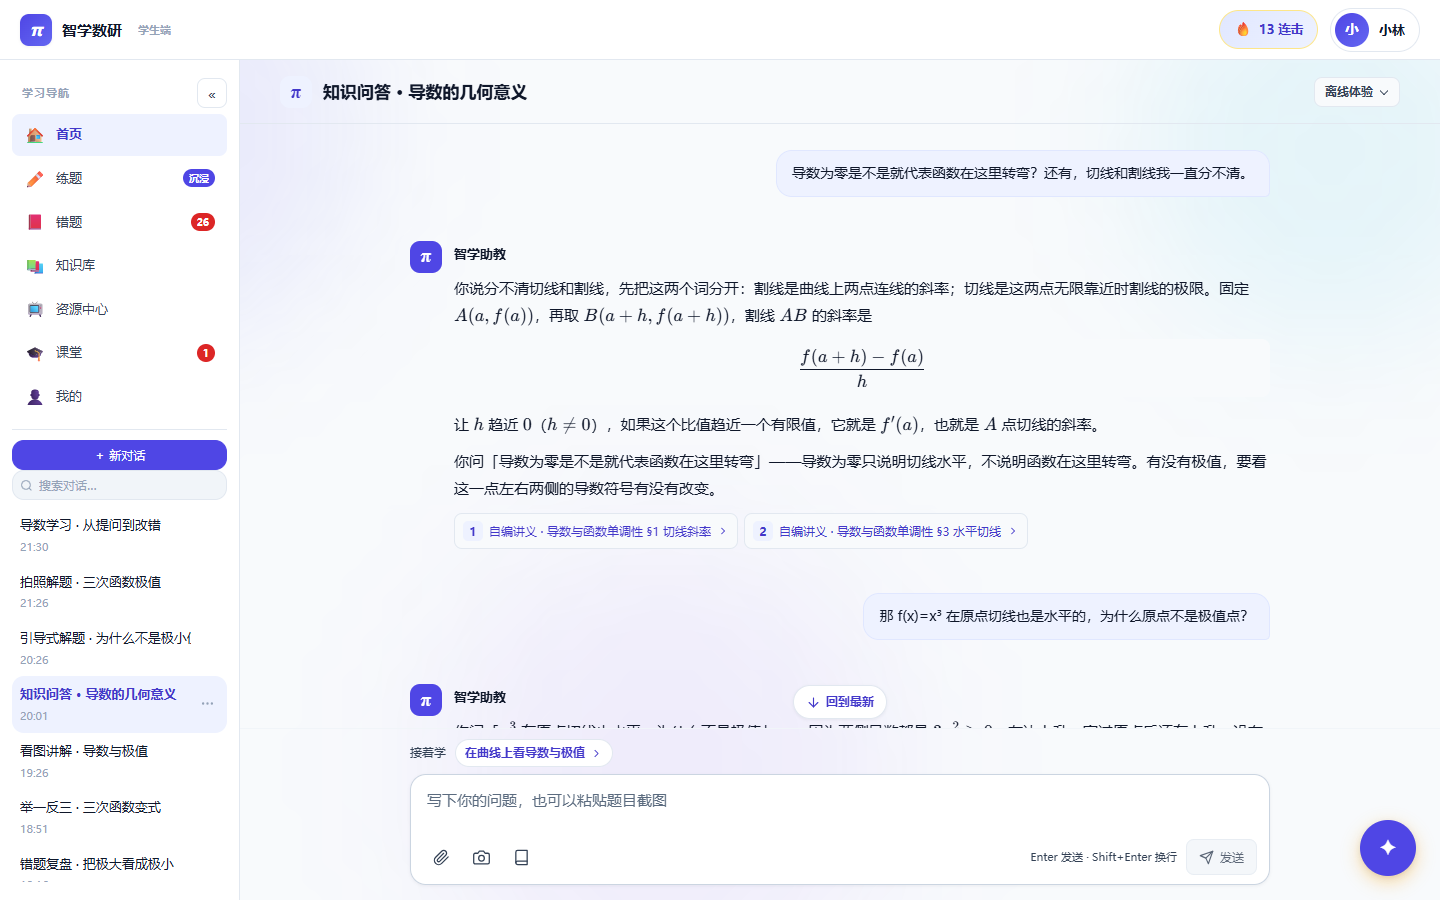 π 智学数研 学生端
13 连击
小 小林
学习导航 «
首页
练题 沉浸
错题 26
知识库
资源中心
课堂 1
我的
+ 新对话
搜索对话...
导数学习 · 从提问到改错
21:30
拍照解题 · 三次函数极值
21:26
引导式解题 · 为什么不是极小
20:26
知识问答 • 导数的几何意义 ...
20:01
看图讲解 · 导数与极值
19:26
举一反三 · 三次函数变式
18:51
错题复盘 · 把极大看成极小
π 知识问答 • 导数的几何意义
离线体验
导数为零是不是就代表函数在这里转弯？还有，切线和割线我一直分不清。
π 智学助教
你说分不清切线和割线，先把这两个词分开：割线是曲线上两点连线的斜率；切线是这两点无限靠近时割线的极限。固定
A(a, f(a))，再取 B(a + h, f(a + h))，割线 AB 的斜率是
f(a + h) − f(a)
h
让 h 趋近 0（h ≠ 0），如果这个比值趋近一个有限值，它就是 f′(a)，也就是 A 点切线的斜率。
你问「导数为零是不是就代表函数在这里转弯」——导数为零只说明切线水平，不说明函数在这里转弯。有没有极值，要看
这一点左右两侧的导数符号有没有改变。
1 自编讲义 · 导数与函数单调性 §1 切线斜率 ›
2 自编讲义 · 导数与函数单调性 §3 水平切线 ›
那 f(x)=x³ 在原点切线也是水平的，为什么原点不是极值点？
π 智学助教
↓ 回到最新
接着学 在曲线上看导数与极值 ›
写下你的问题，也可以粘贴题目截图
Enter 发送 · Shift+Enter 换行 发送